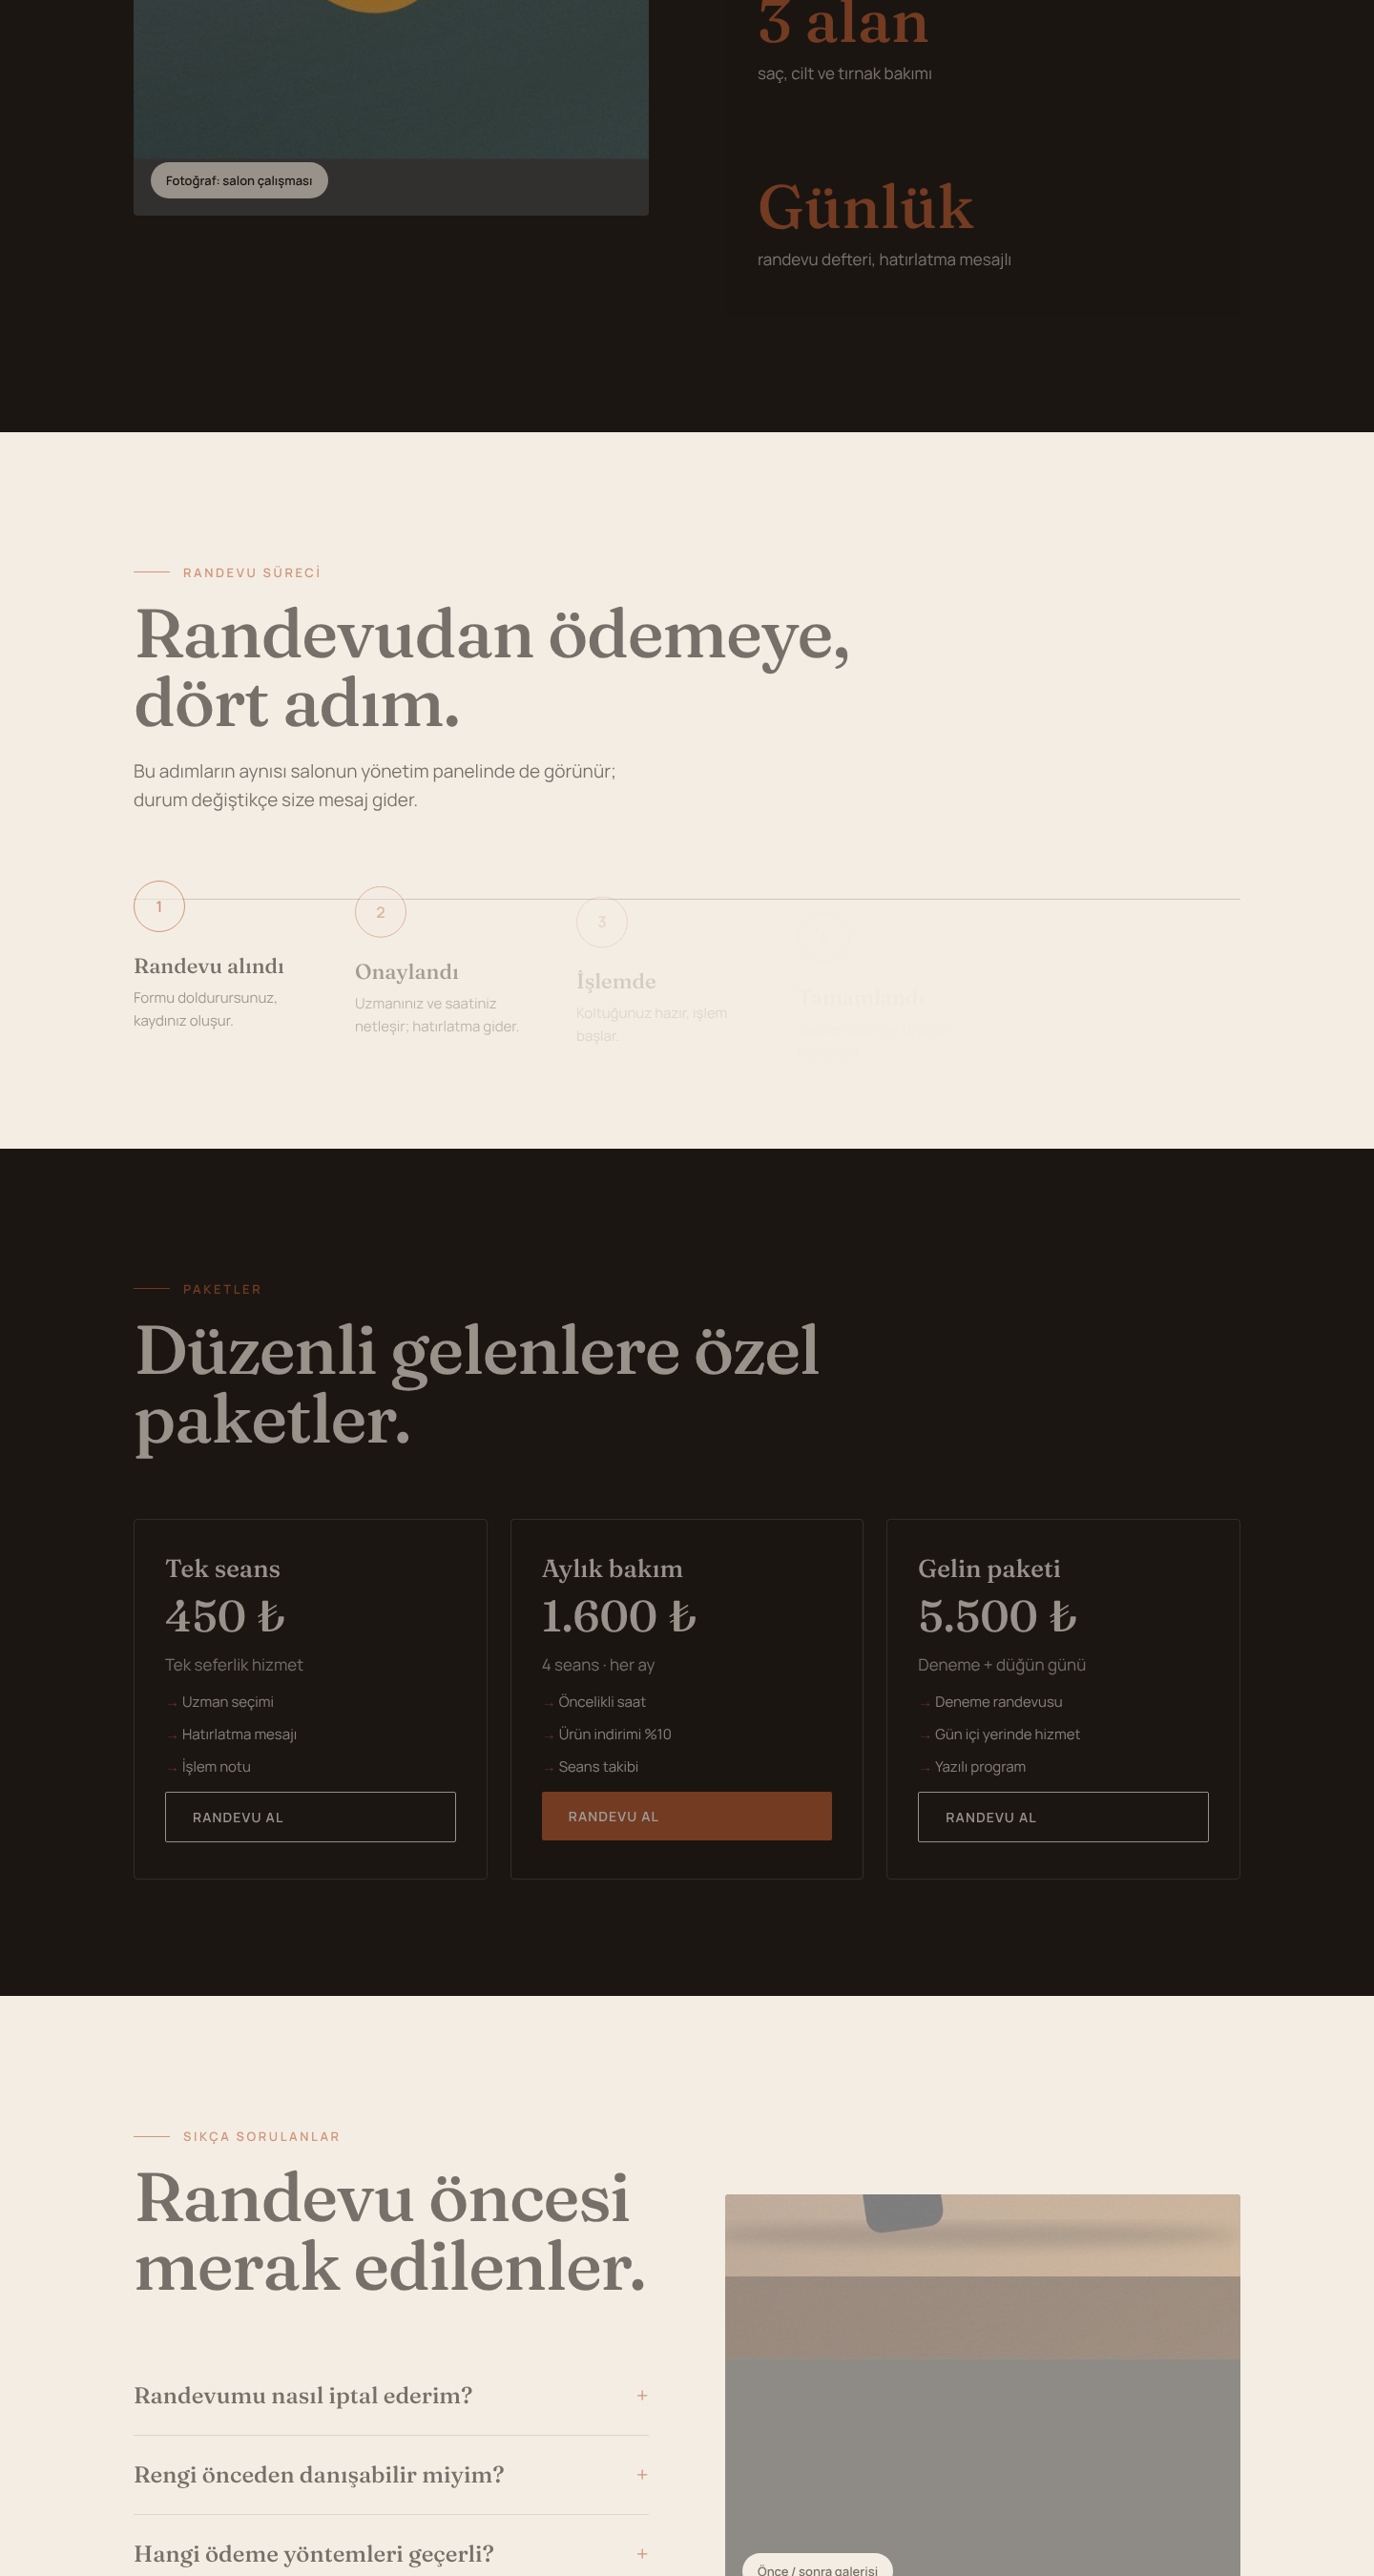 3 alan
saç, cilt ve tırnak bakımı
Fotoğraf: salon çalışması
Günlük
randevu defteri, hatırlatma mesajlı
RANDEVU SÜRECİ
Randevudan ödemeye,
dört adım.
Bu adımların aynısı salonun yönetim panelinde de görünür;
durum değiştikçe size mesaj gider.
1
Randevu alındı
Formu doldurursunuz,
kaydınız oluşur.
2
Onaylandı
Uzmanınız ve saatiniz
netleşir; hatırlatma gider.
3
İşlemde
Koltuğunuz hazır, işlem
başlar.
Tamamlandı
PAKETLER
Düzenli gelenlere özel
paketler.
Tek seans
450 ₺
Tek seferlik hizmet
→ Uzman seçimi
→ Hatırlatma mesajı
→ İşlem notu
RANDEVU AL
Aylık bakım
1.600 ₺
4 seans · her ay
→ Öncelikli saat
→ Ürün indirimi %10
→ Seans takibi
RANDEVU AL
Gelin paketi
5.500 ₺
Deneme + düğün günü
→ Deneme randevusu
→ Gün içi yerinde hizmet
→ Yazılı program
RANDEVU AL
SIKÇA SORULANLAR
Randevu öncesi
merak edilenler.
Randevumu nasıl iptal ederim? +
Rengi önceden danışabilir miyim? +
Hangi ödeme yöntemleri geçerli? +
Önce / sonra galerisi